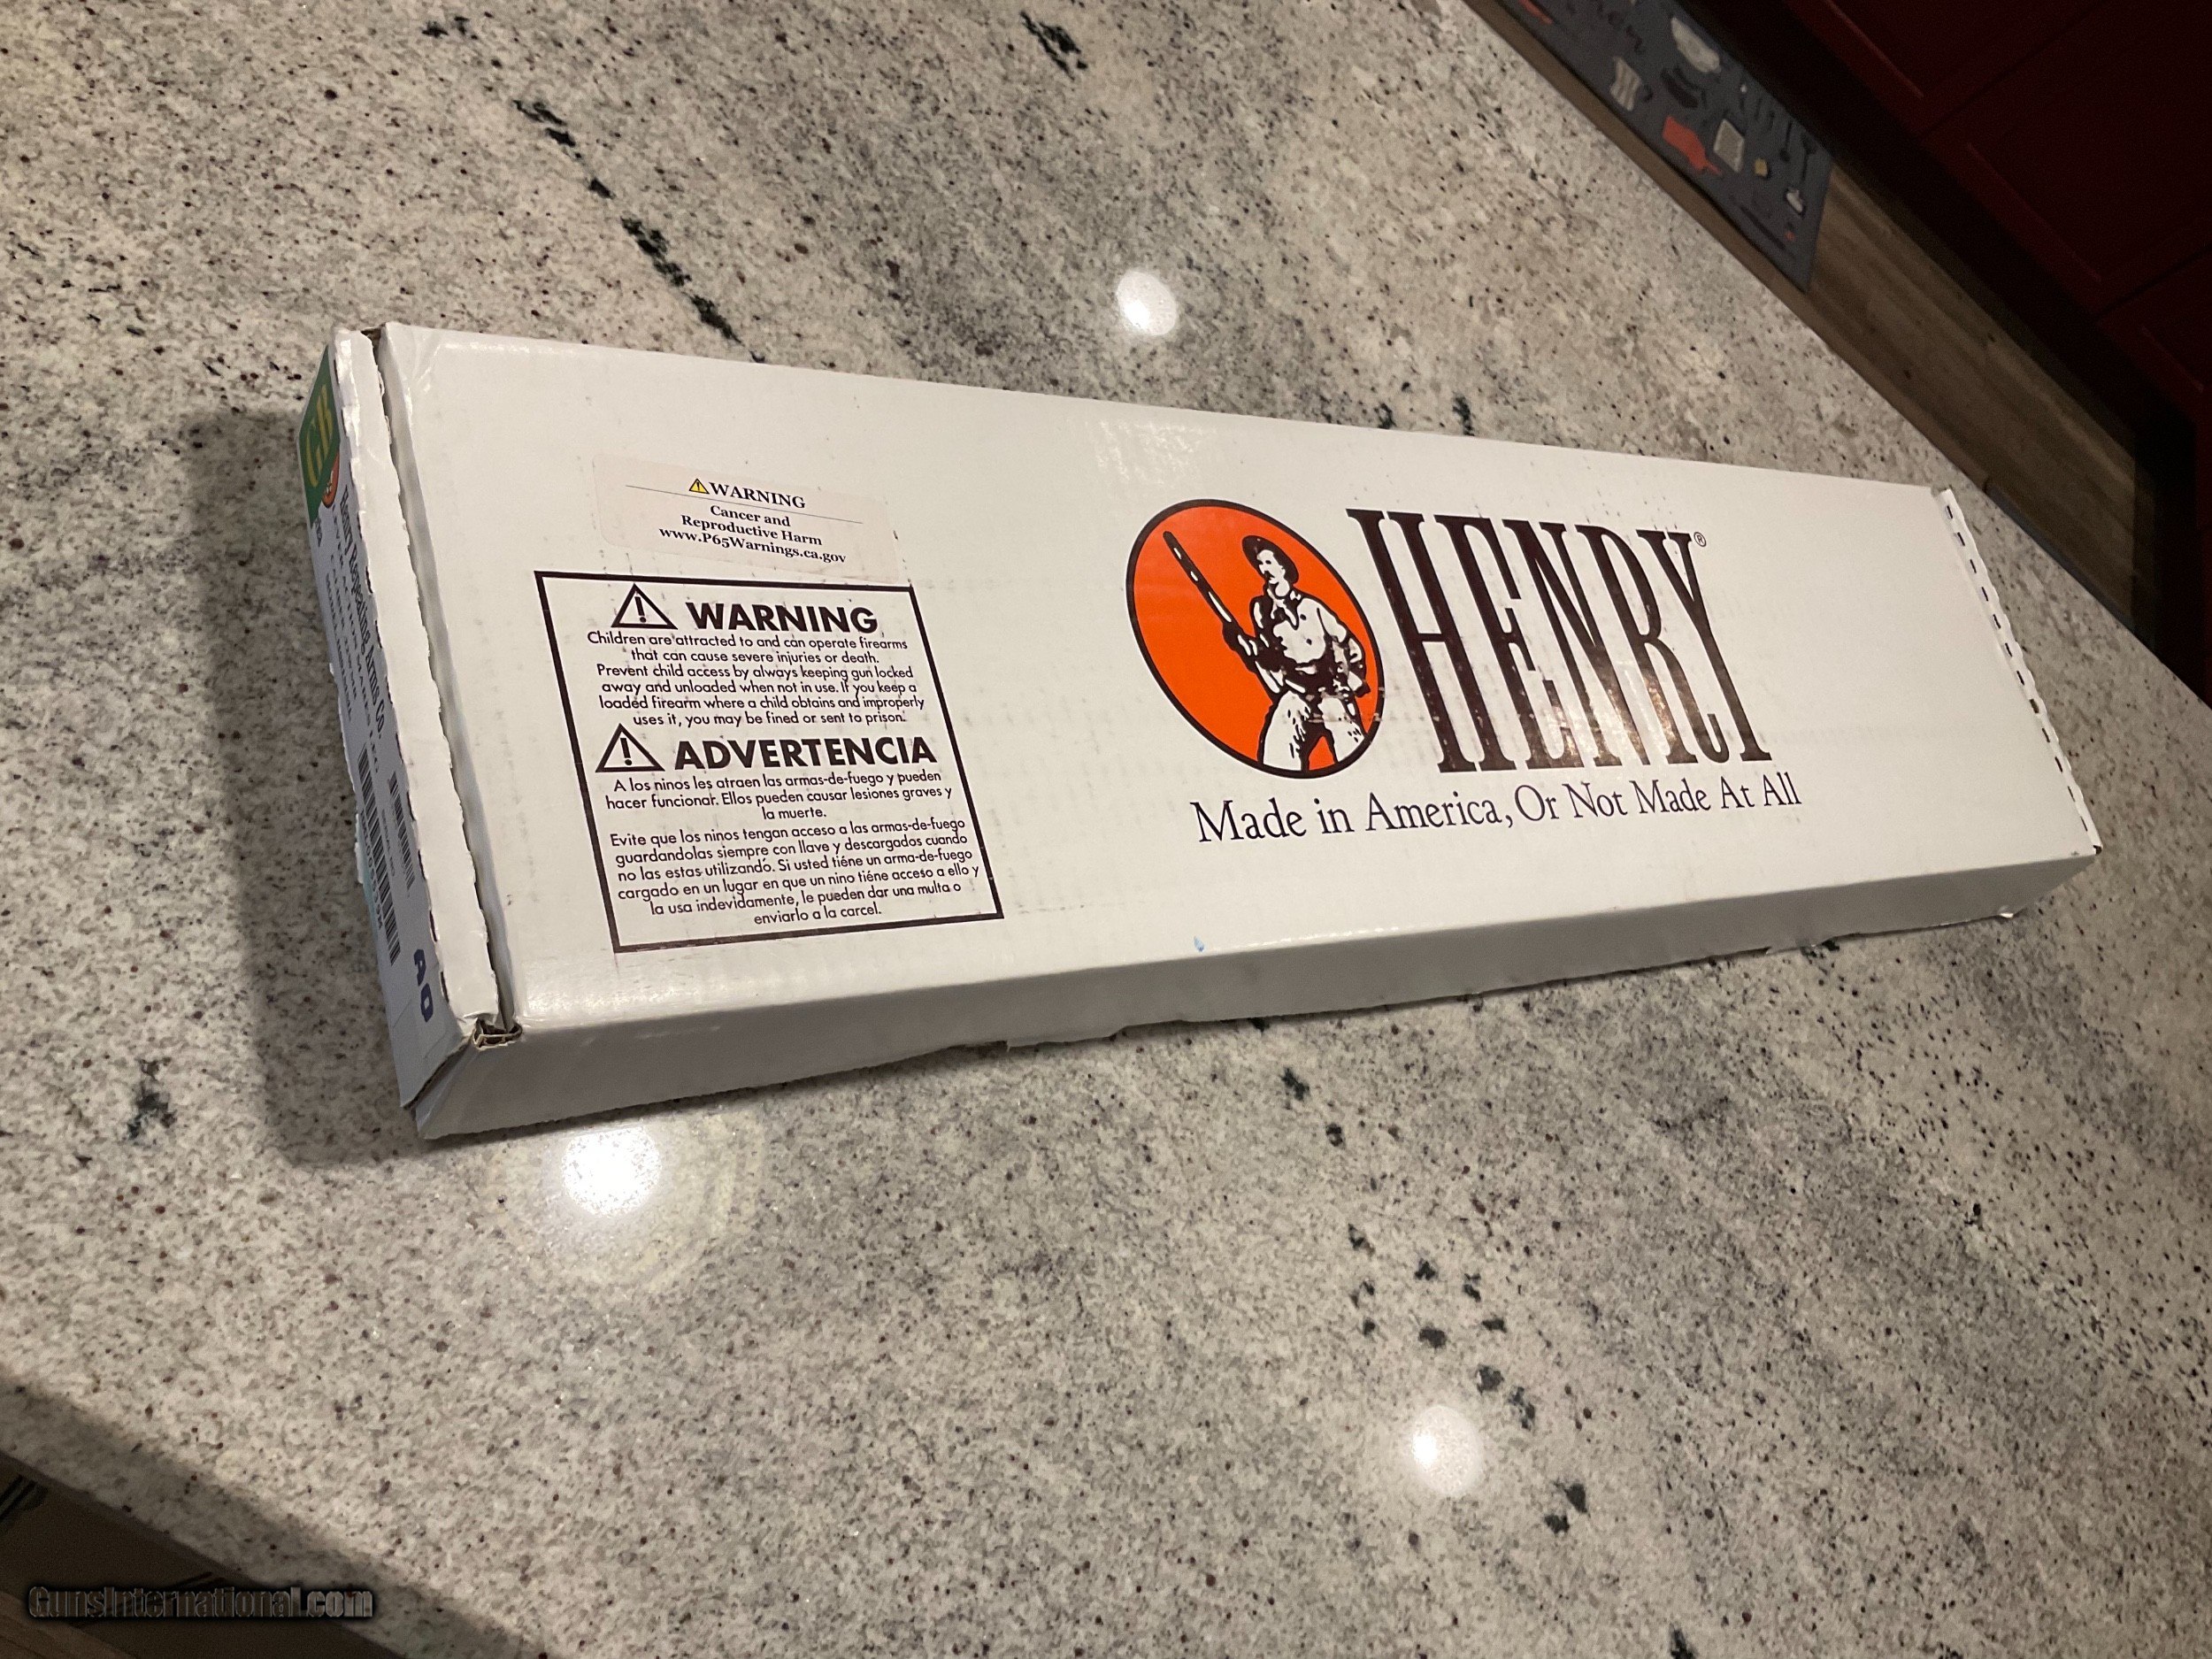 WARNING
Cancer and
Reproductive Harm
www.P65Warnings.ca.gov
WARNING
Children are attracted to and can operate firearms
that can cause severe injuries or death.
Prevent child access by always keeping gun locked
away and unloaded when not in use. If you keep a
loaded firearm where a child obtains and improperly
uses it, you may be fined or sent to prison.
ADVERTENCIA
A los ninos les atraen las armas-de-fuego y pueden
hacer funcionar. Ellos pueden causar lesiones graves y
la muerte.
Evite que los ninos tengan acceso a las armas-de-fuego
guardandolas siempre con llave y descargados cuando
no las estas utilizando. Si usted tiéne un arma-de-fuego
cargado en un lugar en que un nino tiéne acceso a ello y
la usa indevidamente, le pueden dar una multa o
enviarlo a la carcel.
HENRY®
Made in America, Or Not Made At All
GB
Henry Repeating Arms Co.
AO
GunsInternational.com